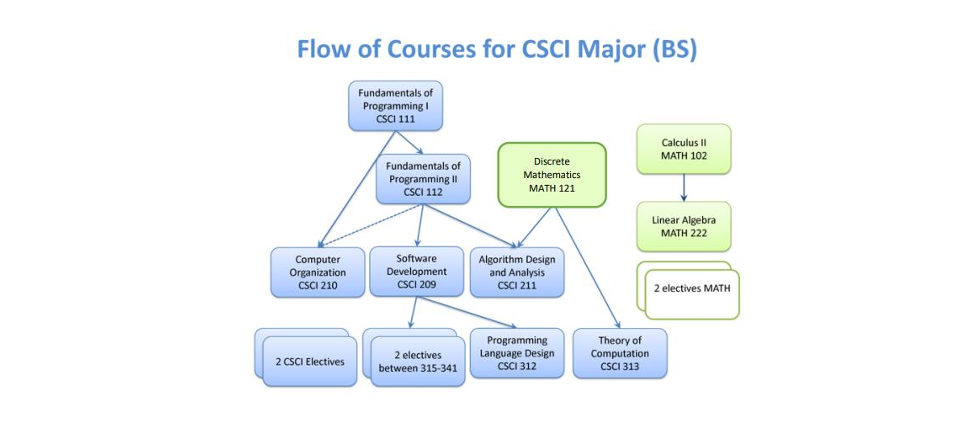 Flow of Courses for CSCI Major (BS)
Fundamentals of
Programming I
CSCI 111
Calculus II
MATH 102
Fundamentals of
Programming II
CSCI 112
Discrete
Mathematics
MATH 121
Linear Algebra
MATH 222
Computer
Organization
CSCI 210
Software
Development
CSCI 209
Algorithm Design
and Analysis
CSCI 211
2 electives MATH
2 CSCI Electives
2 electives
between 315-341
Programming
Language Design
CSCI 312
Theory of
Computation
CSCI 313